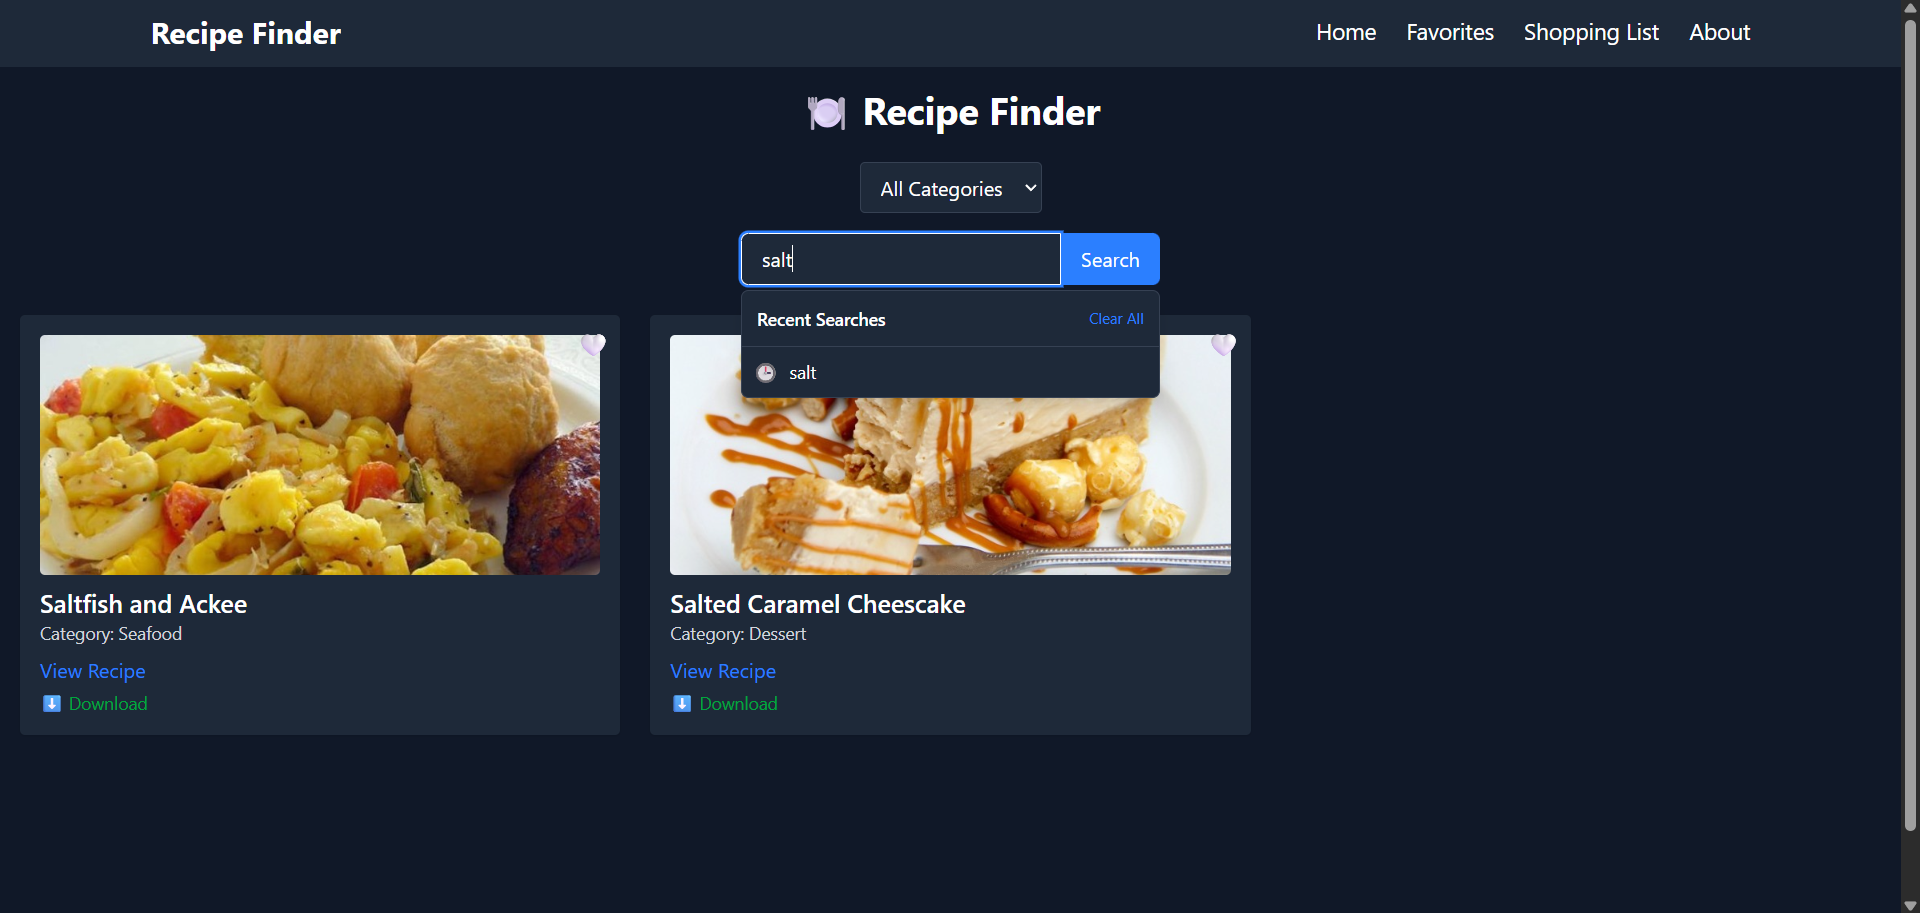 Recipe Finder
Home Favorites Shopping List About
Recipe Finder
All Categories
salt
Search
Recent Searches Clear All
salt
Saltfish and Ackee
Category: Seafood
View Recipe
Download
Salted Caramel Cheescake
Category: Dessert
View Recipe
Download